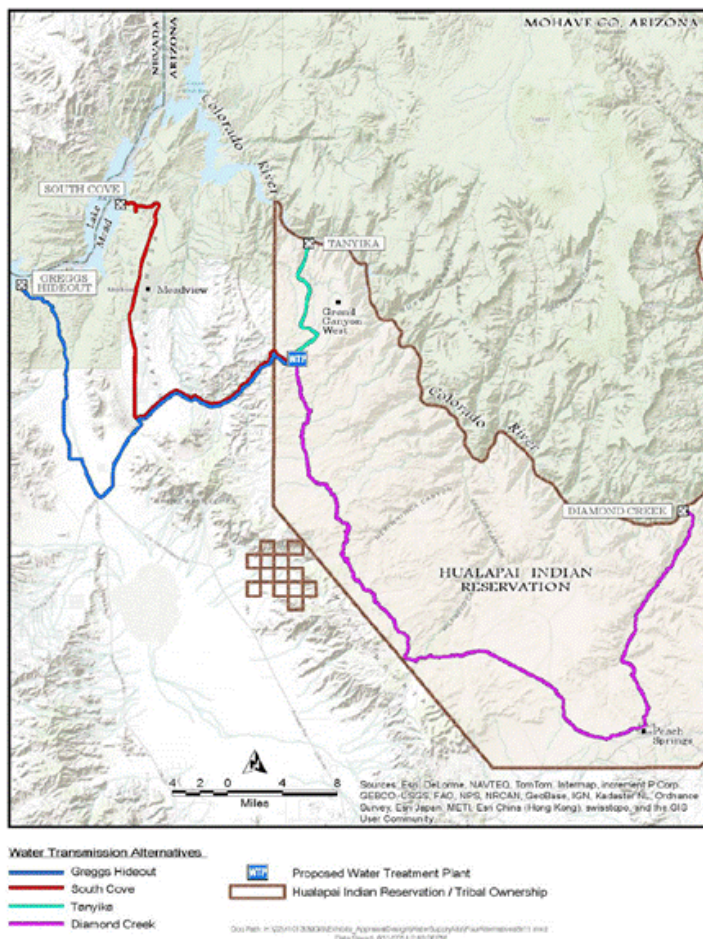 MOHAVE CO, ARIZONA
NEVADA
ARIZONA
Colorado
River
SOUTH COVE
Lake
Mead
TANYIKA
GREGGS
HIDEOUT
Meadview
Grand
Canyon
West
WTP
Colorado
River
DIAMOND CREEK
HUALAPAI INDIAN
RESERVATION
Peach
Springs
4 2 0 4 8
Miles
Sources: Esri, DeLorme, NAVTEQ, TomTom, Intermap, increment P Corp.,
GEBCO, USGS, FAO, NPS, NRCAN, GeoBase, IGN, Kadaster NL, Ordnance
Survey, Esri Japan, METI, Esri China (Hong Kong), swisstopo, and the GIS
User Community
Water Transmission Alternatives
Greggs Hideout
South Cove
Tanyika
Diamond Creek
WTP Proposed Water Treatment Plant
Hualapai Indian Reservation / Tribal Ownership